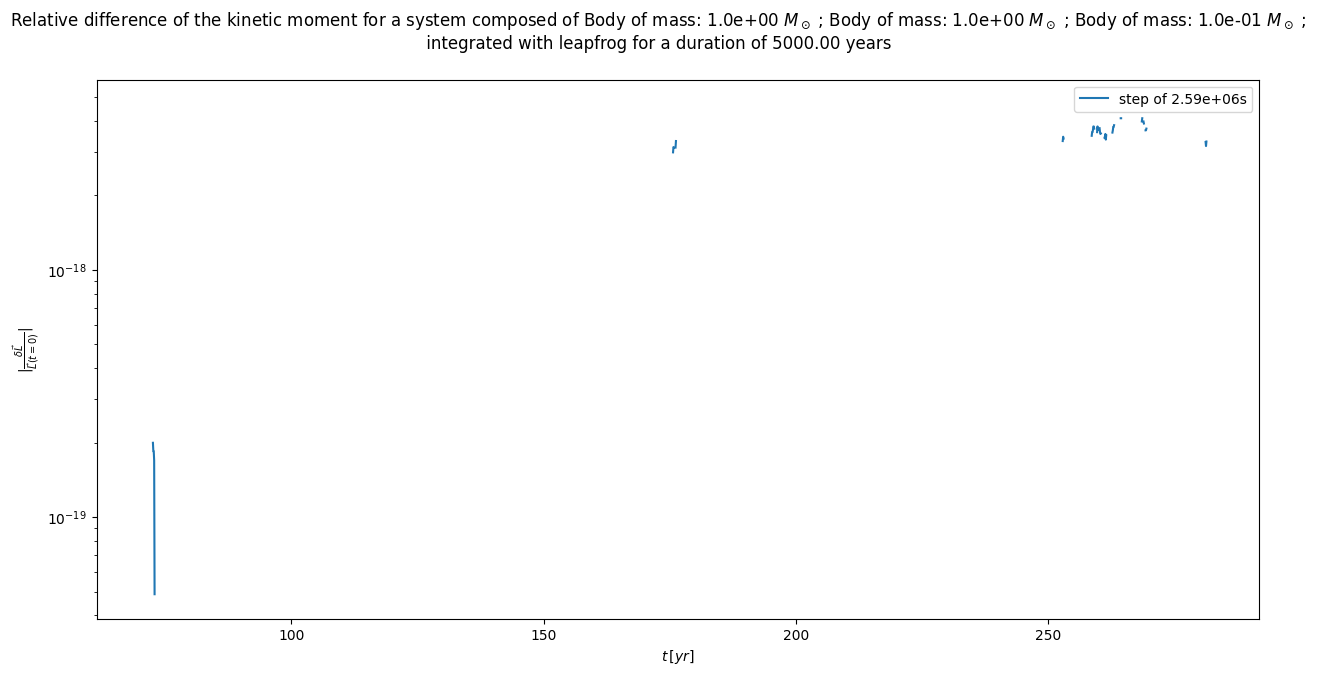 Relative difference of the kinetic moment for a system composed of Body of mass: 1.0e+00 $M_\odot$ ; Body of mass: 1.0e+00 $M_\odot$ ; Body of mass: 1.0e-01 $M_\odot$ ;
integrated with leapfrog for a duration of 5000.00 years
step of 2.59e+06s
$10^{-18}$
$|\frac{\delta \vec{L}}{\vec{L}(t=0)}|$
$10^{-19}$
100 150 200 250
$t\,[yr]$